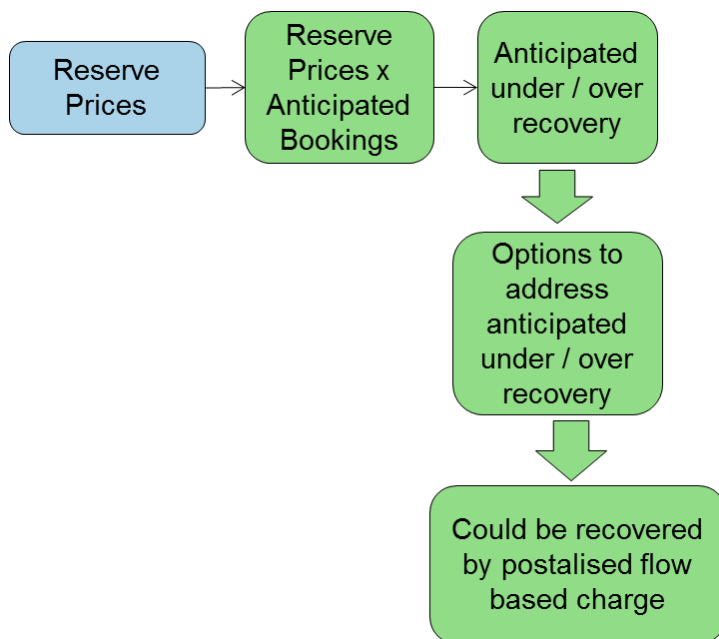 Reserve
Prices
Reserve
Prices x
Anticipated
Bookings
Anticipated
under / over
recovery
Options to
address
anticipated
under / over
recovery
Could be recovered
by postalised flow
based charge